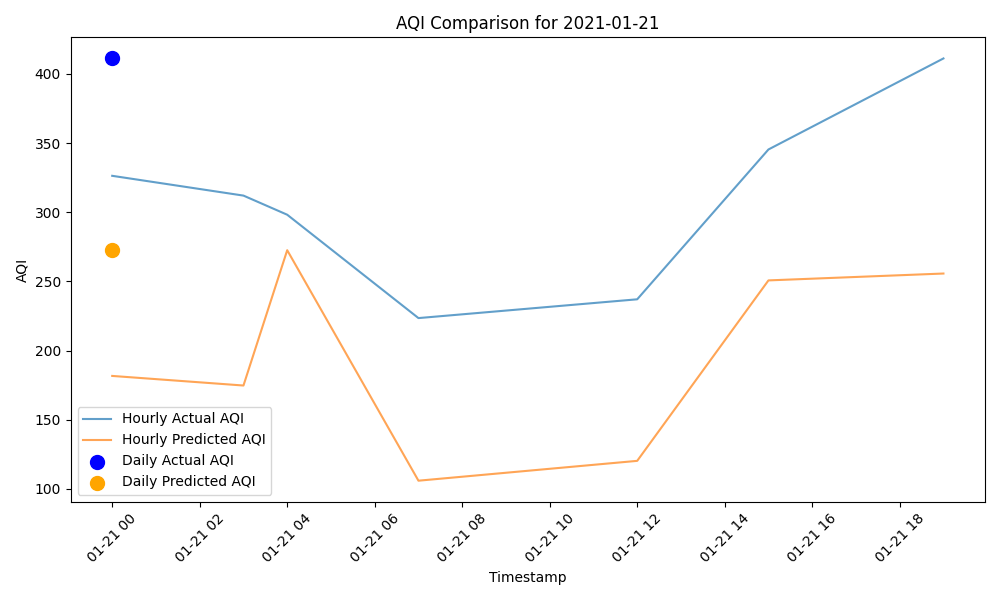 AQI Comparison for 2021-01-21
AQI
400
350
300
250
200
150
100
Hourly Actual AQI
Hourly Predicted AQI
Daily Actual AQI
Daily Predicted AQI
01-21 00
01-21 02
01-21 04
01-21 06
01-21 08
01-21 10
01-21 12
01-21 14
01-21 16
01-21 18
Timestamp